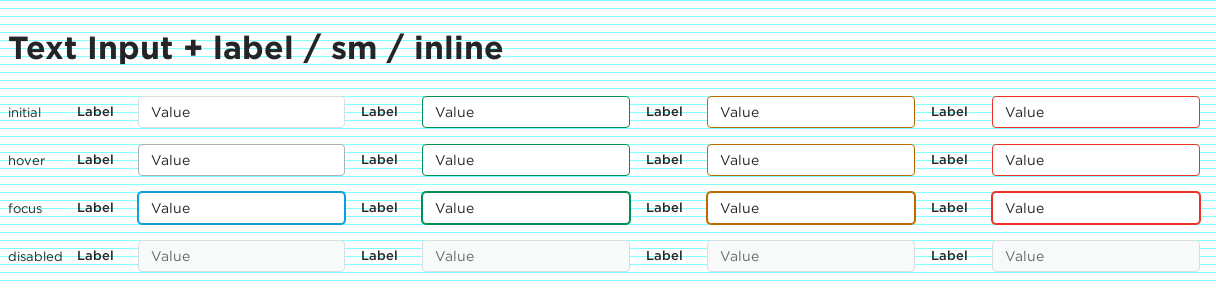 Text Input + label / sm / inline
initial Label Value Label Value Label Value Label Value
hover Label Value Label Value Label Value Label Value
focus Label Value Label Value Label Value Label Value
disabled Label Value Label Value Label Value Label Value